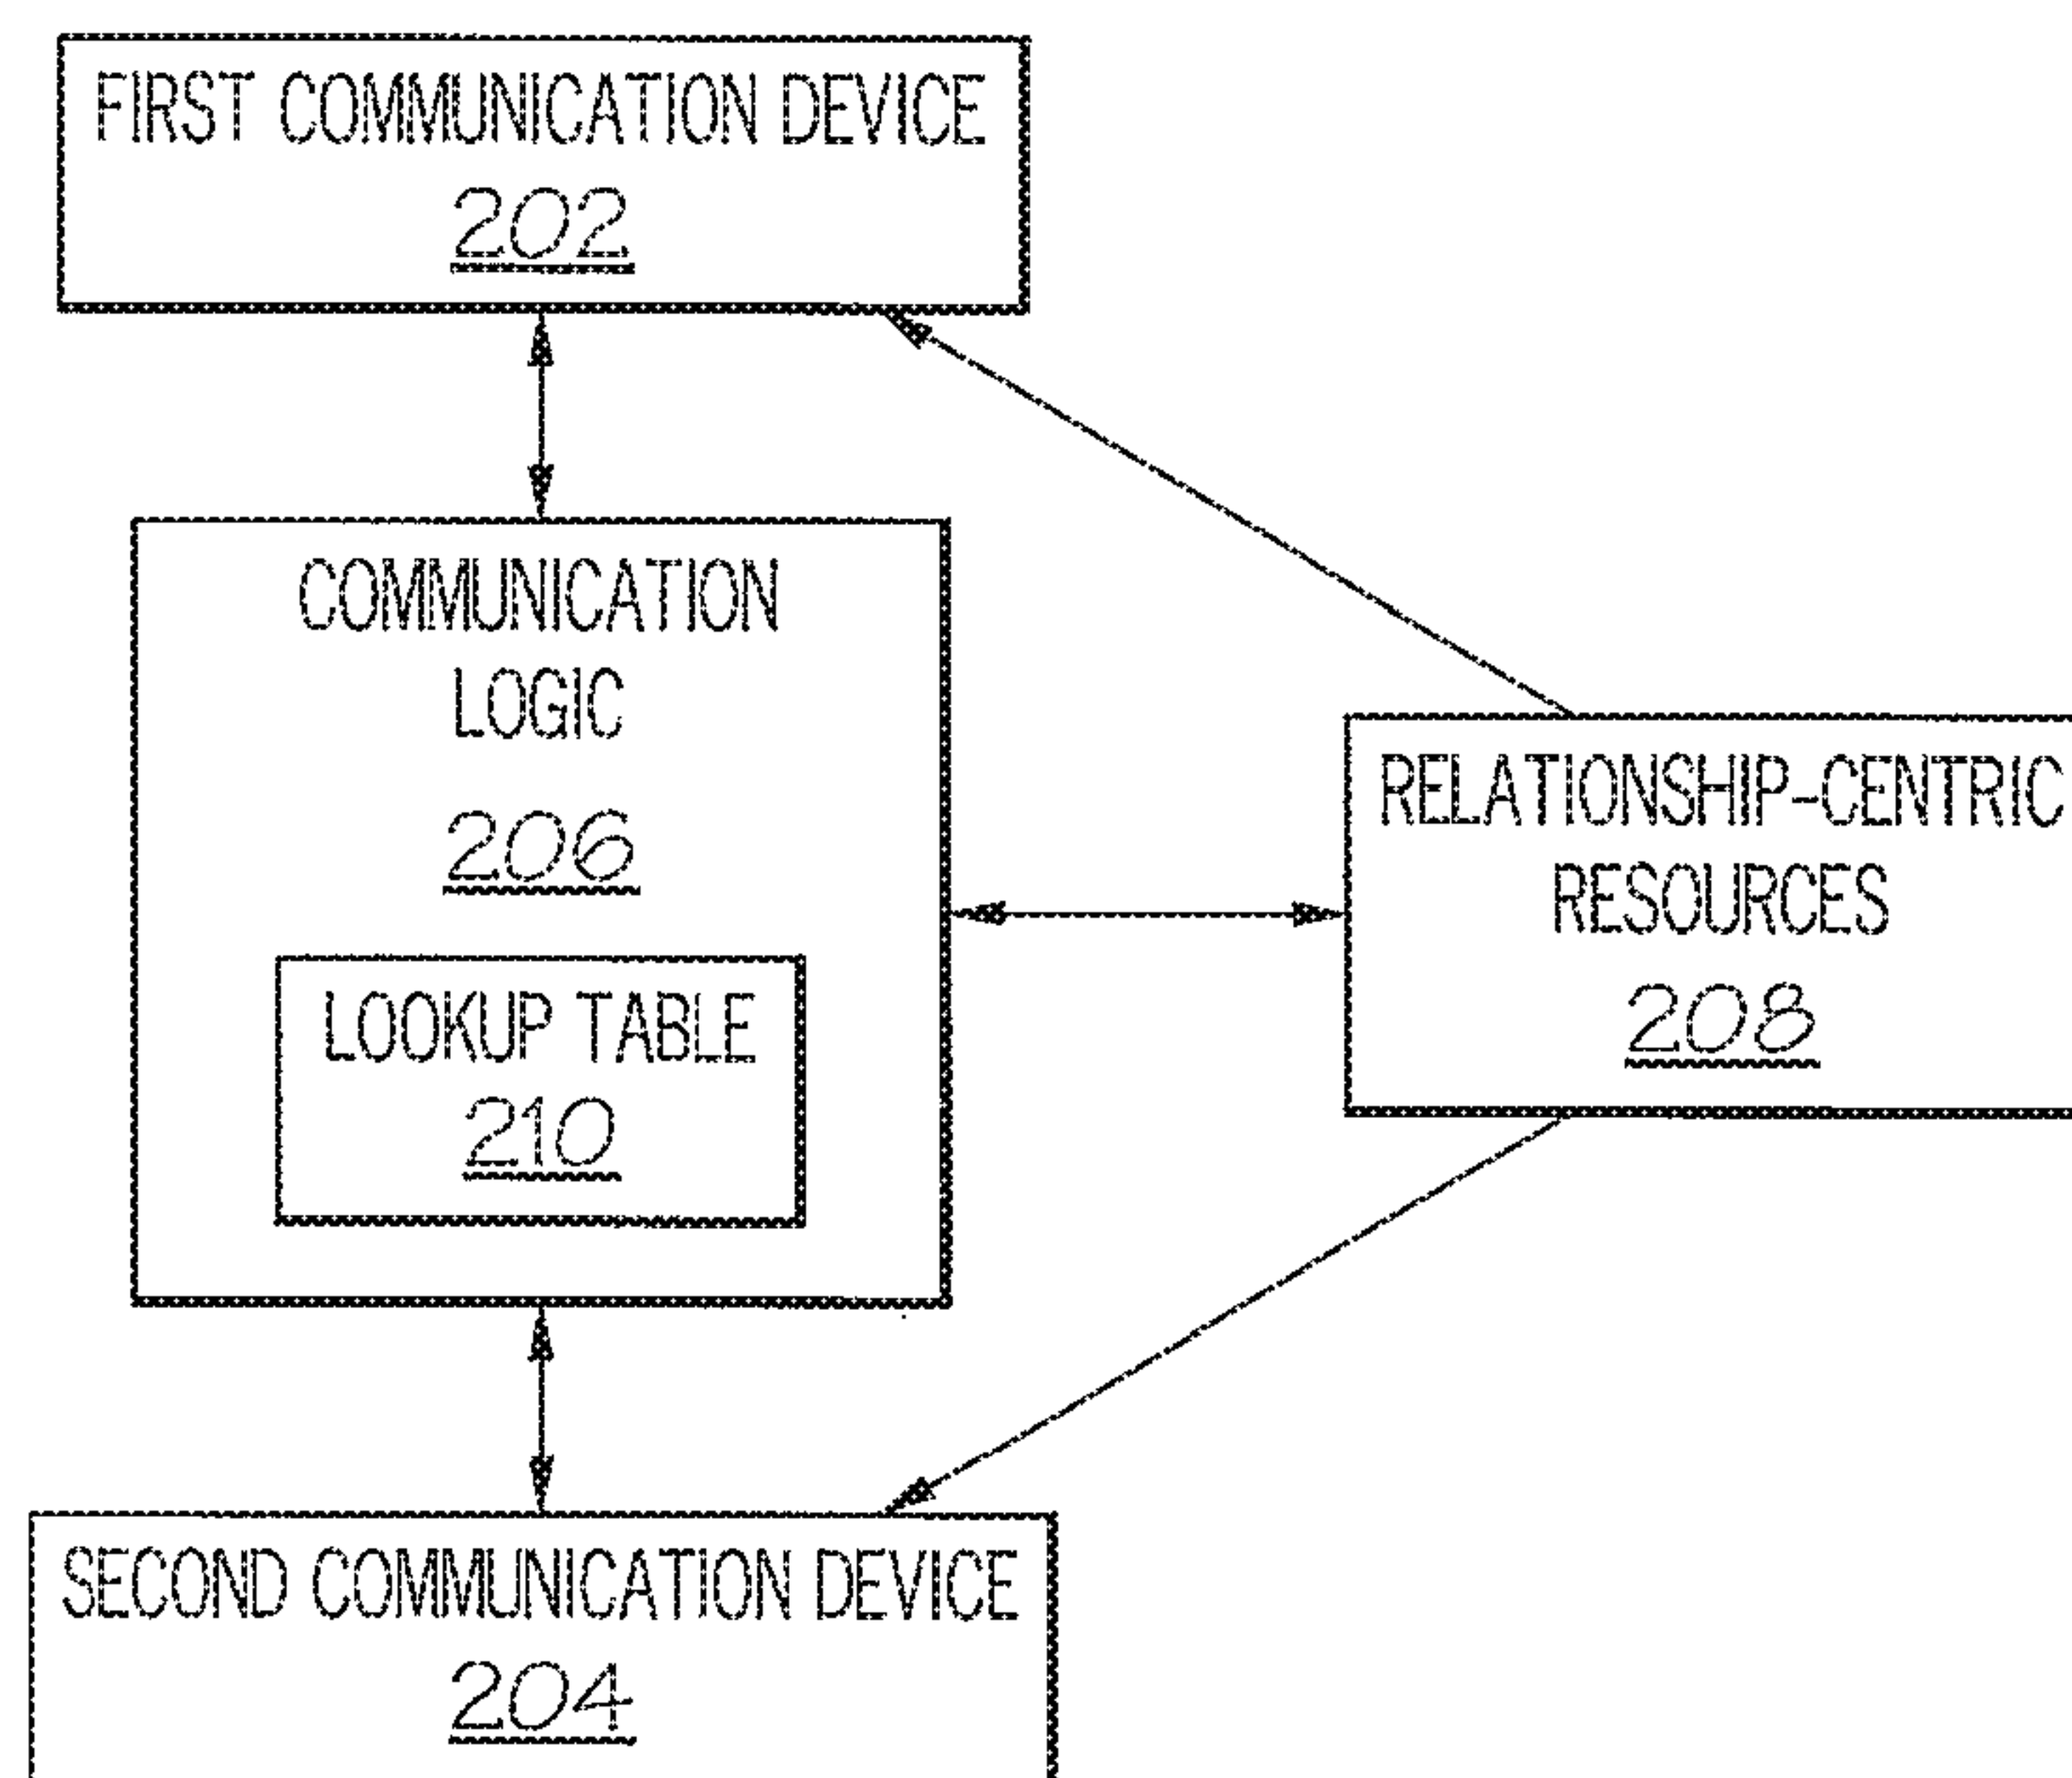 FIRST COMMUNICATION DEVICE
202
COMMUNICATION
LOGIC
206
LOOKUP TABLE
210
RELATIONSHIP-CENTRIC
RESOURCES
208
SECOND COMMUNICATION DEVICE
204